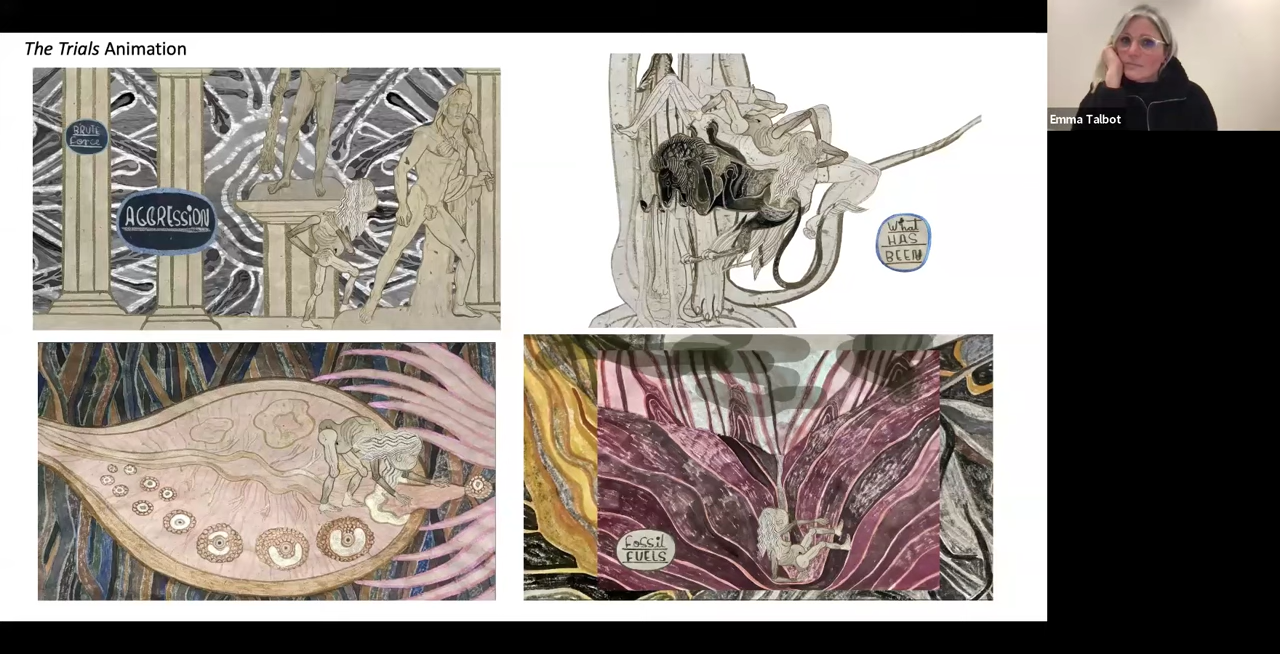 The Trials Animation
BRUTE
Force
AGGRESSION
What
HAS
BEEN
Fossil
FUELS
Emma Talbot